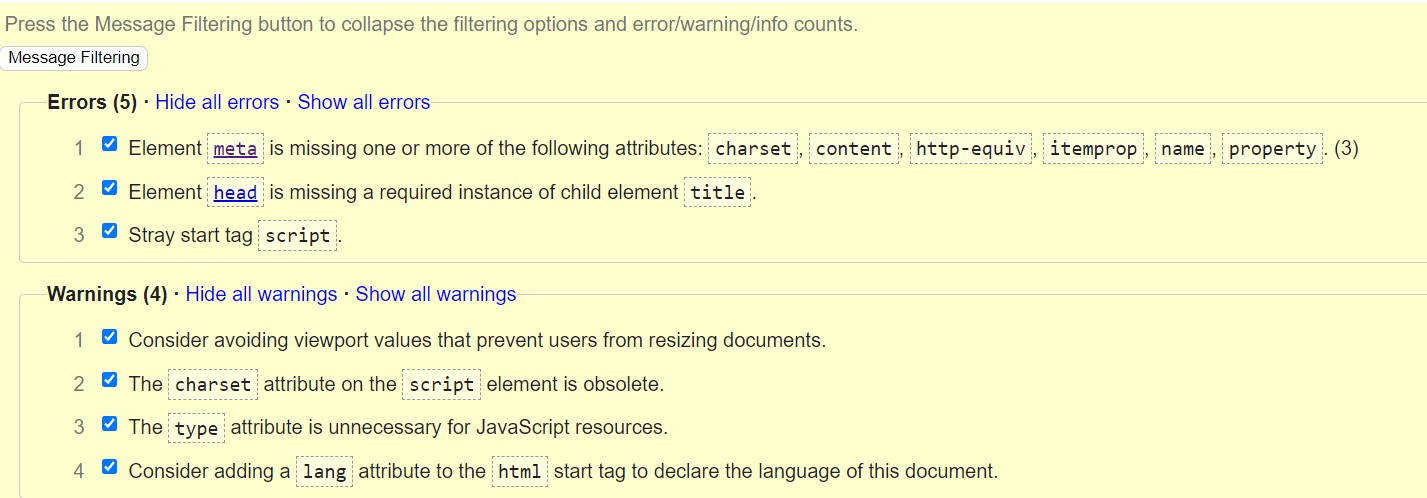 Press the Message Filtering button to collapse the filtering options and error/warning/info counts.
Message Filtering
Errors (5) · Hide all errors · Show all errors
1 Element meta is missing one or more of the following attributes: charset, content, http-equiv, itemprop, name, property. (3)
2 Element head is missing a required instance of child element title.
3 Stray start tag script.
Warnings (4) · Hide all warnings · Show all warnings
1 Consider avoiding viewport values that prevent users from resizing documents.
2 The charset attribute on the script element is obsolete.
3 The type attribute is unnecessary for JavaScript resources.
4 Consider adding a lang attribute to the html start tag to declare the language of this document.